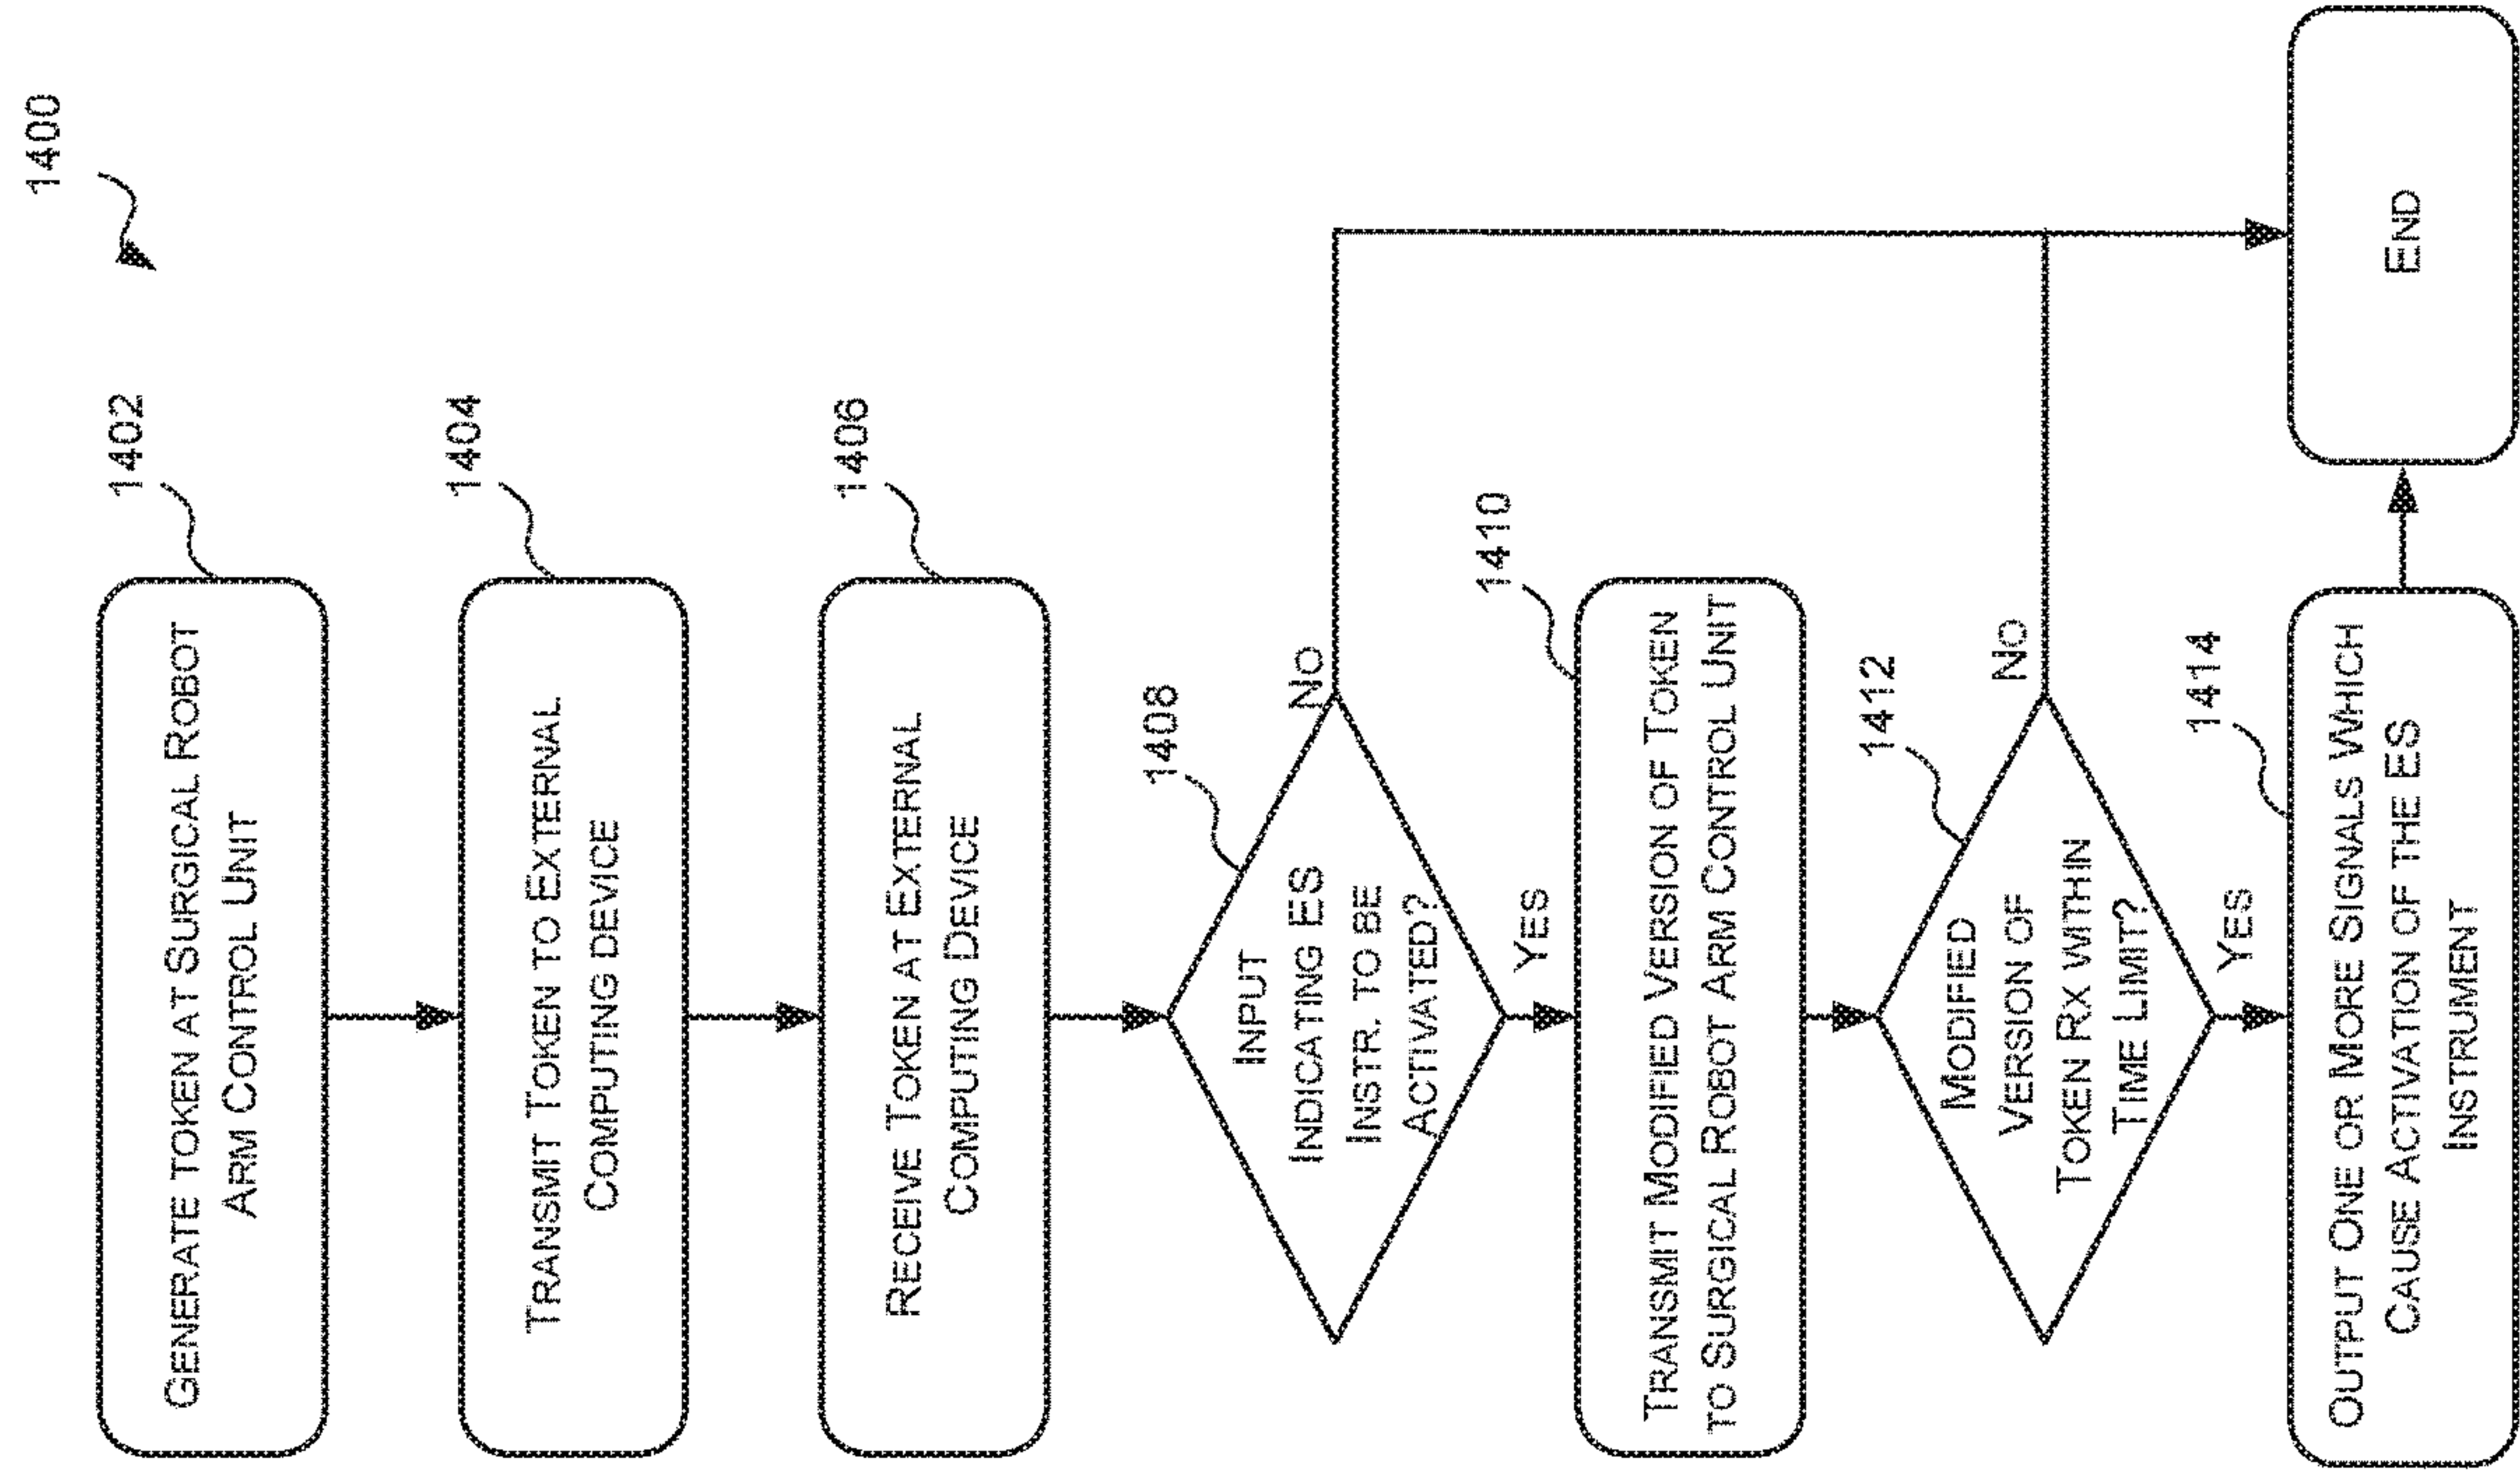 1400
1402
GENERATE TOKEN AT SURGICAL ROBOT
ARM CONTROL UNIT
1404
TRANSMIT TOKEN TO EXTERNAL
COMPUTING DEVICE
1406
RECEIVE TOKEN AT EXTERNAL
COMPUTING DEVICE
1408
INPUT
INDICATING ES
INSTR. TO BE
ACTIVATED?
NO
YES
1410
TRANSMIT MODIFIED VERSION OF TOKEN
TO SURGICAL ROBOT ARM CONTROL UNIT
1412
MODIFIED
VERSION OF
TOKEN RX WITHIN
TIME LIMIT?
NO
YES
1414
OUTPUT ONE OR MORE SIGNALS WHICH
CAUSE ACTIVATION OF THE ES
INSTRUMENT
END